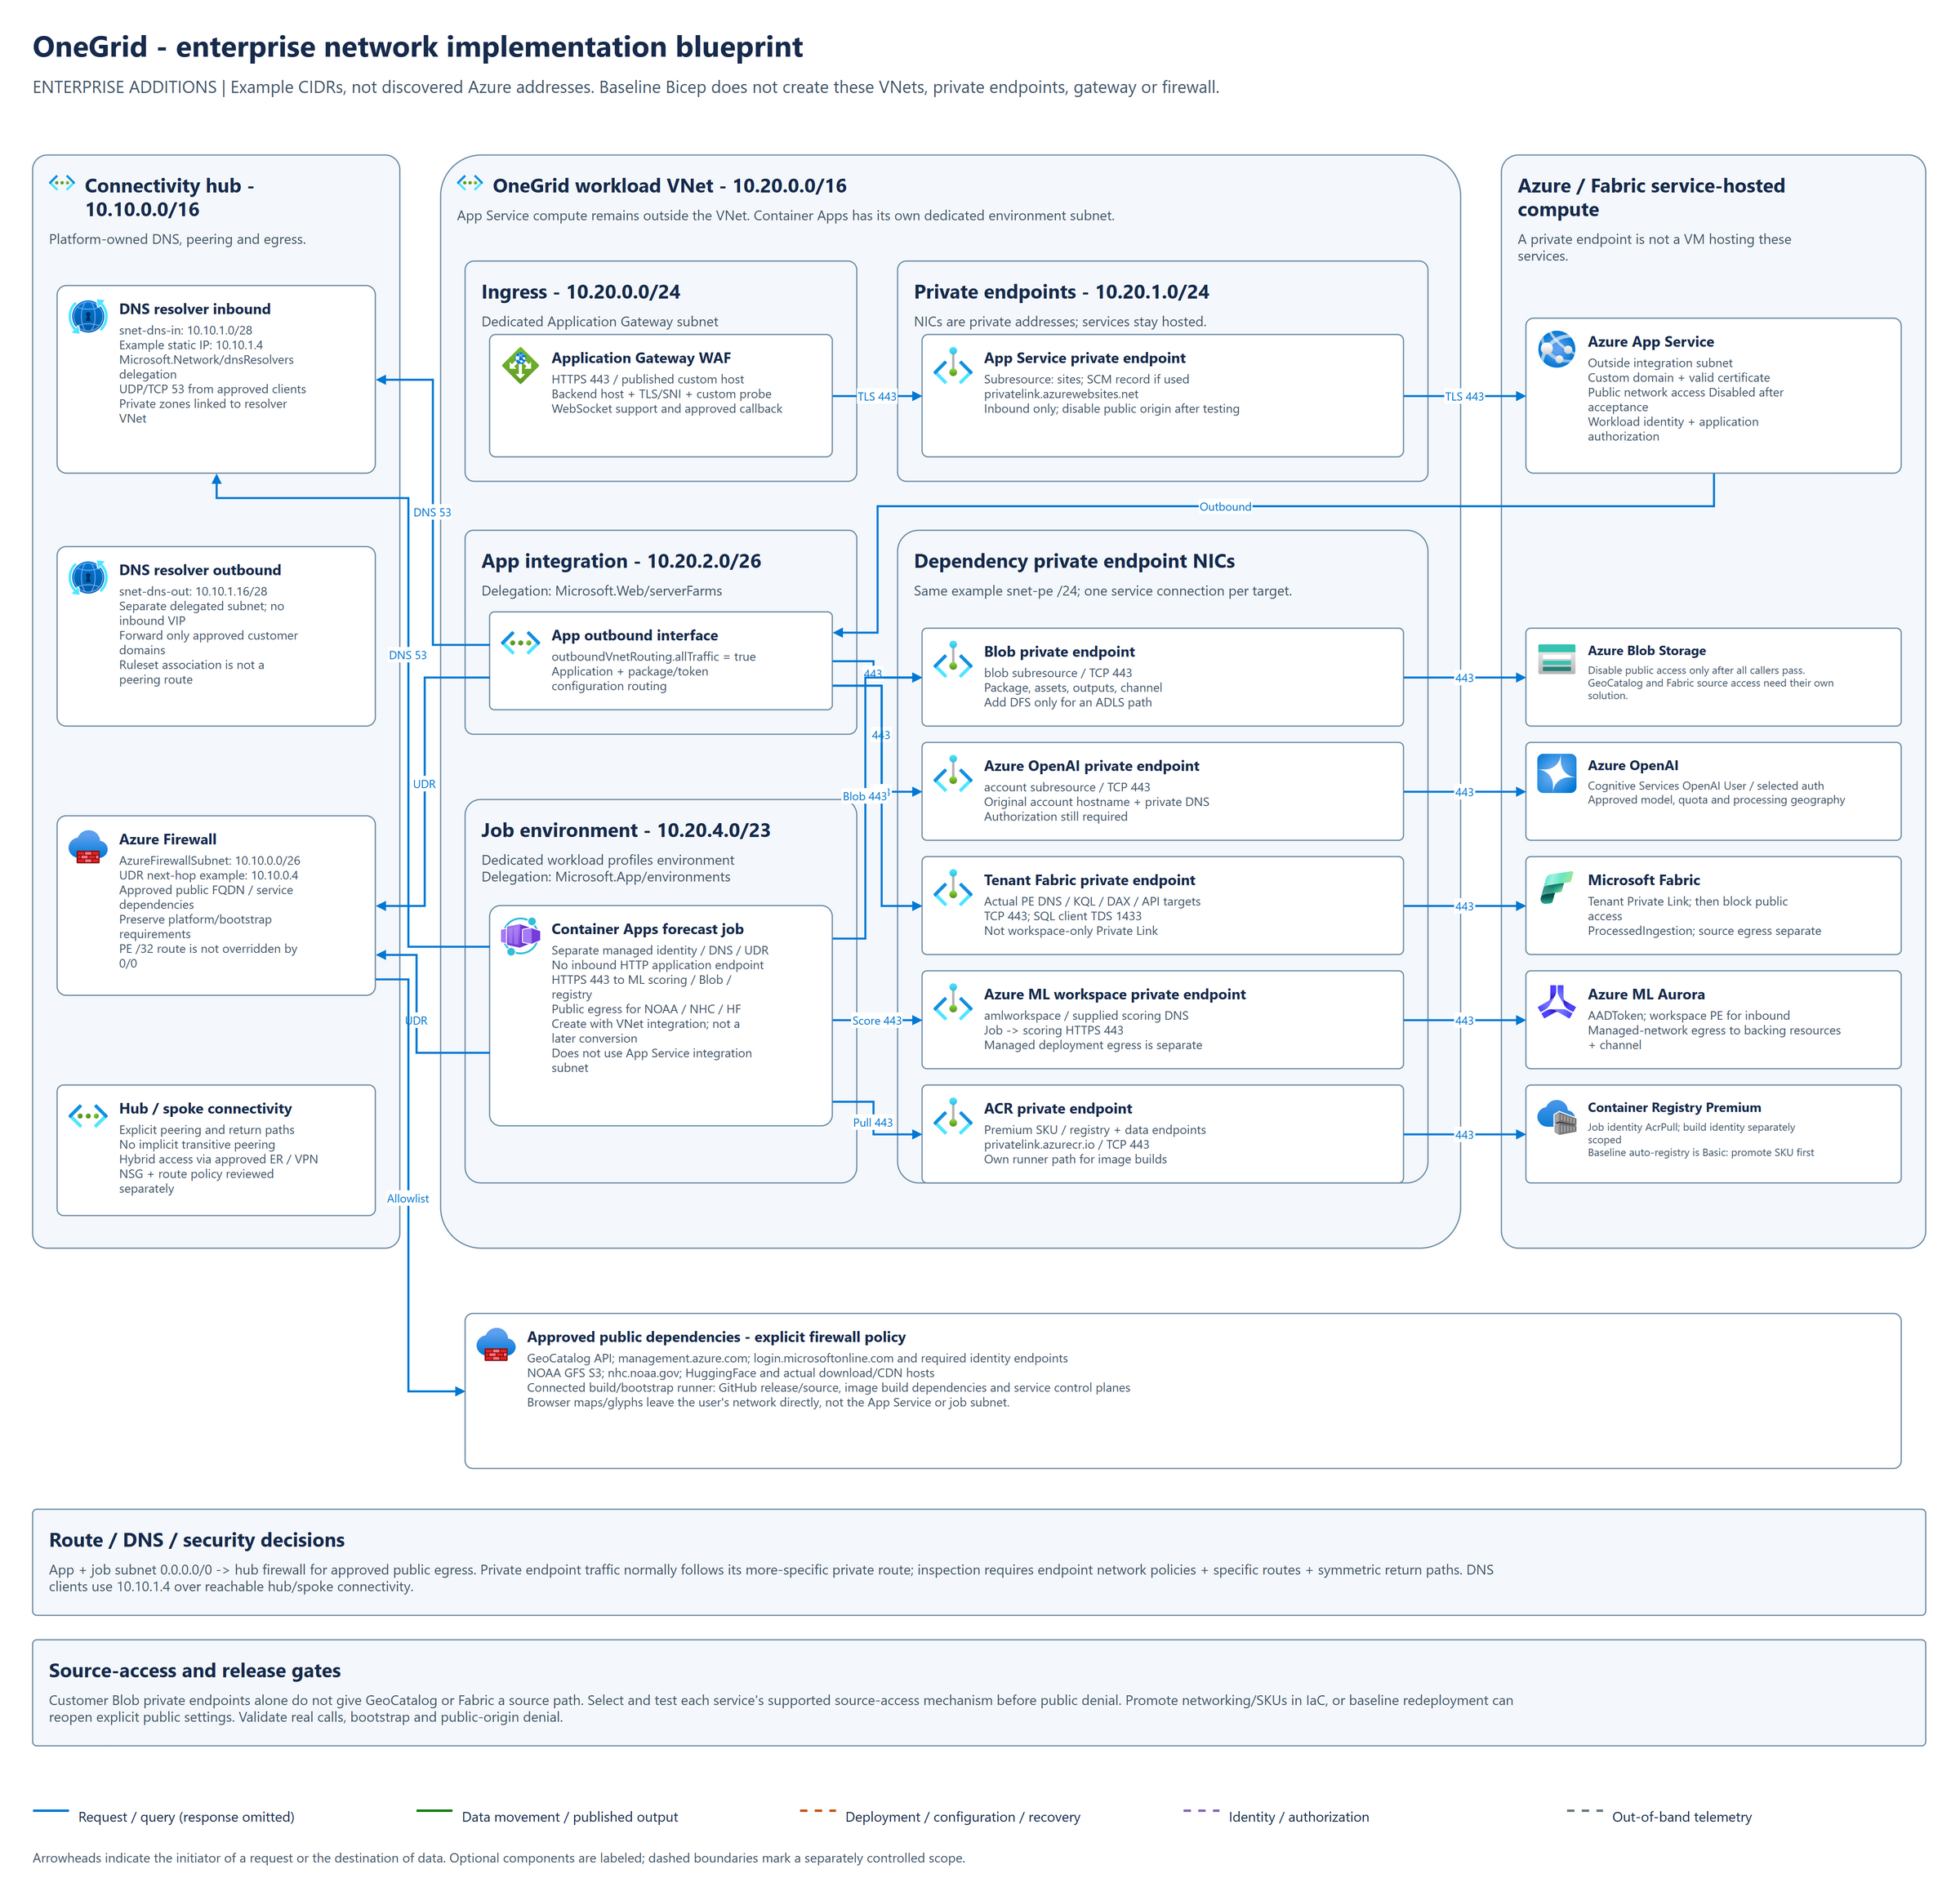 OneGrid - enterprise network implementation blueprint
ENTERPRISE ADDITIONS | Example CIDRs, not discovered Azure addresses. Baseline Bicep does not create these VNets, private endpoints, gateway or firewall.
Connectivity hub -
10.10.0.0/16
Platform-owned DNS, peering and egress.
DNS resolver inbound
snet-dns-in: 10.10.1.0/28
Example static IP: 10.10.1.4
Microsoft.Network/dnsResolvers
delegation
UDP/TCP 53 from approved clients
Private zones linked to resolver
VNet
DNS resolver outbound
snet-dns-out: 10.10.1.16/28
Separate delegated subnet; no
inbound VIP
Forward only approved customer
domains
Ruleset association is not a
peering route
Azure Firewall
AzureFirewallSubnet: 10.10.0.0/26
UDR next-hop example: 10.10.0.4
Approved public FQDN / service
dependencies
Preserve platform/bootstrap
requirements
PE /32 route is not overridden by
0/0
Hub / spoke connectivity
Explicit peering and return paths
No implicit transitive peering
Hybrid access via approved ER / VPN
NSG + route policy reviewed
separately
DNS 53
DNS 53
UDR
UDR
Allowlist
OneGrid workload VNet - 10.20.0.0/16
App Service compute remains outside the VNet. Container Apps has its own dedicated environment subnet.
Ingress - 10.20.0.0/24
Dedicated Application Gateway subnet
Application Gateway WAF
HTTPS 443 / published custom host
Backend host + TLS/SNI + custom probe
WebSocket support and approved callback
TLS 443
Private endpoints - 10.20.1.0/24
NICs are private addresses; services stay hosted.
App Service private endpoint
Subresource: sites; SCM record if used
privatelink.azurewebsites.net
Inbound only; disable public origin after testing
TLS 443
Outbound
App integration - 10.20.2.0/26
Delegation: Microsoft.Web/serverFarms
App outbound interface
outboundVnetRouting.allTraffic = true
Application + package/token
configuration routing
443
443
Blob 443
Job environment - 10.20.4.0/23
Dedicated workload profiles environment
Delegation: Microsoft.App/environments
Container Apps forecast job
Separate managed identity / DNS / UDR
No inbound HTTP application endpoint
HTTPS 443 to ML scoring / Blob /
registry
Public egress for NOAA / NHC / HF
Create with VNet integration; not a
later conversion
Does not use App Service integration
subnet
Score 443
Pull 443
Dependency private endpoint NICs
Same example snet-pe /24; one service connection per target.
Blob private endpoint
blob subresource / TCP 443
Package, assets, outputs, channel
Add DFS only for an ADLS path
Azure OpenAI private endpoint
account subresource / TCP 443
Original account hostname + private DNS
Authorization still required
Tenant Fabric private endpoint
Actual PE DNS / KQL / DAX / API targets
TCP 443; SQL client TDS 1433
Not workspace-only Private Link
Azure ML workspace private endpoint
amlworkspace / supplied scoring DNS
Job -> scoring HTTPS 443
Managed deployment egress is separate
ACR private endpoint
Premium SKU / registry + data endpoints
privatelink.azurecr.io / TCP 443
Own runner path for image builds
443
443
443
443
443
Azure / Fabric service-hosted
compute
A private endpoint is not a VM hosting these
services.
Azure App Service
Outside integration subnet
Custom domain + valid certificate
Public network access Disabled after
acceptance
Workload identity + application
authorization
Azure Blob Storage
Disable public access only after all callers pass.
GeoCatalog and Fabric source access need their own
solution.
Azure OpenAI
Cognitive Services OpenAI User / selected auth
Approved model, quota and processing geography
Microsoft Fabric
Tenant Private Link; then block public
access
ProcessedIngestion; source egress separate
Azure ML Aurora
AADToken; workspace PE for inbound
Managed-network egress to backing resources
+ channel
Container Registry Premium
Job identity AcrPull; build identity separately
scoped
Baseline auto-registry is Basic: promote SKU first
Approved public dependencies - explicit firewall policy
GeoCatalog API; management.azure.com; login.microsoftonline.com and required identity endpoints
NOAA GFS S3; nhc.noaa.gov; HuggingFace and actual download/CDN hosts
Connected build/bootstrap runner: GitHub release/source, image build dependencies and service control planes
Browser maps/glyphs leave the user's network directly, not the App Service or job subnet.
Route / DNS / security decisions
App + job subnet 0.0.0.0/0 -> hub firewall for approved public egress. Private endpoint traffic normally follows its more-specific private route; inspection requires endpoint network policies + specific routes + symmetric return paths. DNS
clients use 10.10.1.4 over reachable hub/spoke connectivity.
Source-access and release gates
Customer Blob private endpoints alone do not give GeoCatalog or Fabric a source path. Select and test each service's supported source-access mechanism before public denial. Promote networking/SKUs in IaC, or baseline redeployment can
reopen explicit public settings. Validate real calls, bootstrap and public-origin denial.
Request / query (response omitted)
Data movement / published output
Deployment / configuration / recovery
Identity / authorization
Out-of-band telemetry
Arrowheads indicate the initiator of a request or the destination of data. Optional components are labeled; dashed boundaries mark a separately controlled scope.